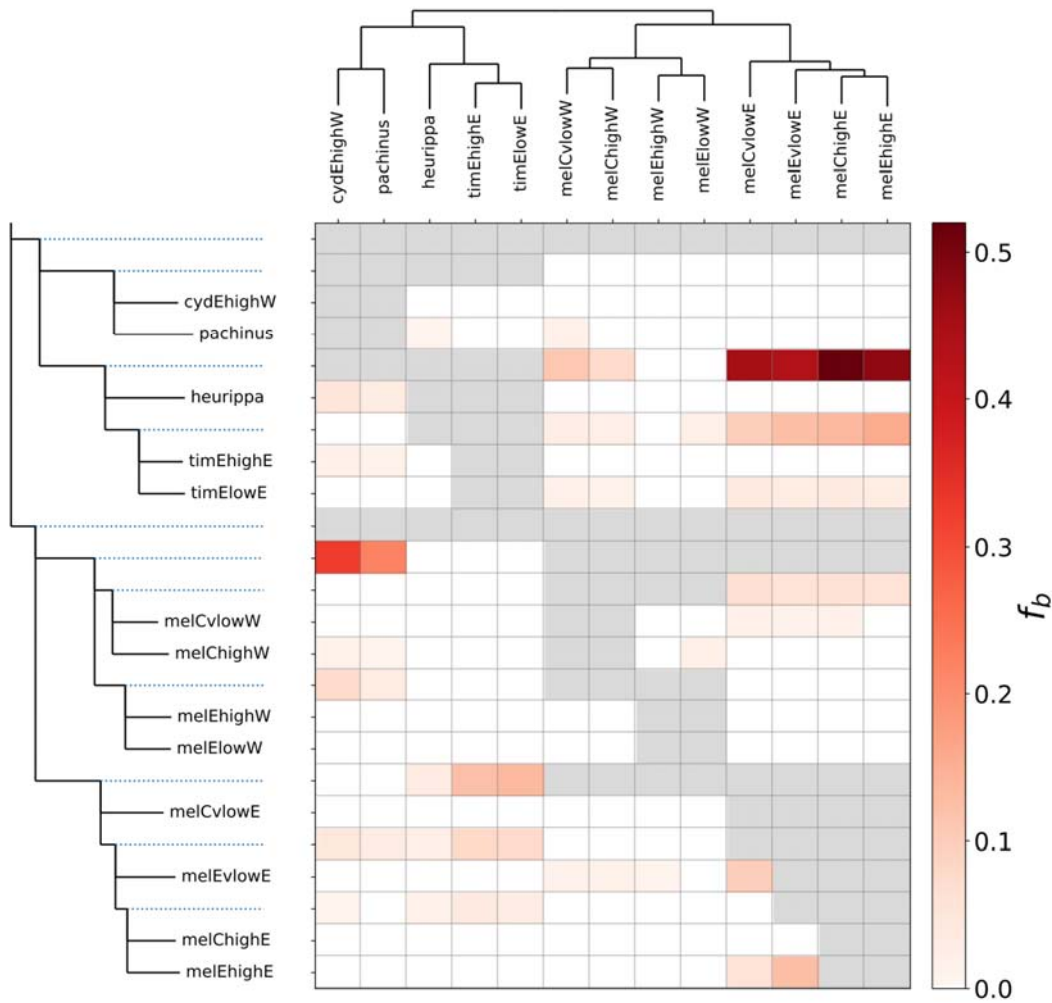 cydEhighW
pachinus
heurippa
timEhighE
timElowE
melCvlowW
melChighW
melEhighW
melElowW
melCvlowE
melEvlowE
melChighE
melEhighE
cydEhighW
pachinus
heurippa
timEhighE
timElowE
melCvlowW
melChighW
melEhighW
melElowW
melCvlowE
melEvlowE
melChighE
melEhighE
0.5
0.4
0.3
0.2
0.1
0.0
f_b